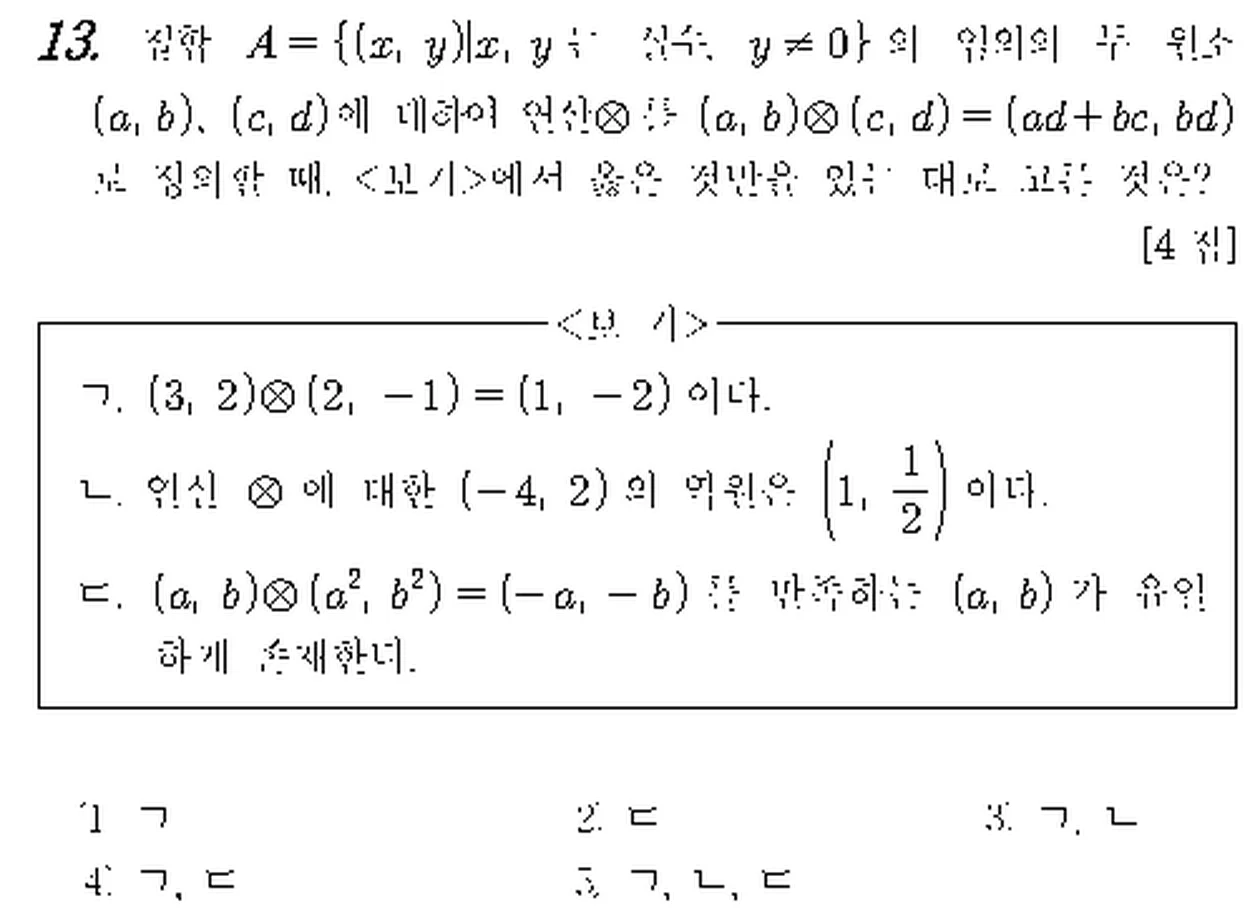 13. 집합 A = {(x, y)|x, y는 실수, y ≠ 0} 의 임의의 두 원소
(a, b), (c, d)에 대하여 연산⊗를 (a, b)⊗(c, d) = (ad + bc, bd)
로 정의할 때, <보기>에서 옳은 것만을 있는 대로 고른 것은?
[4 점]
<보 기>
ㄱ. (3, 2)⊗(2, −1) = (1, −2) 이다.
ㄴ. 연산 ⊗ 에 대한 (−4, 2) 의 역원은 (1, 1/2) 이다.
ㄷ. (a, b)⊗(a², b²) = (−a, −b) 를 만족하는 (a, b) 가 유일
하게 존재한다.
1 ㄱ 2. ㄷ 3. ㄱ, ㄴ
4. ㄱ, ㄷ 5. ㄱ, ㄴ, ㄷ